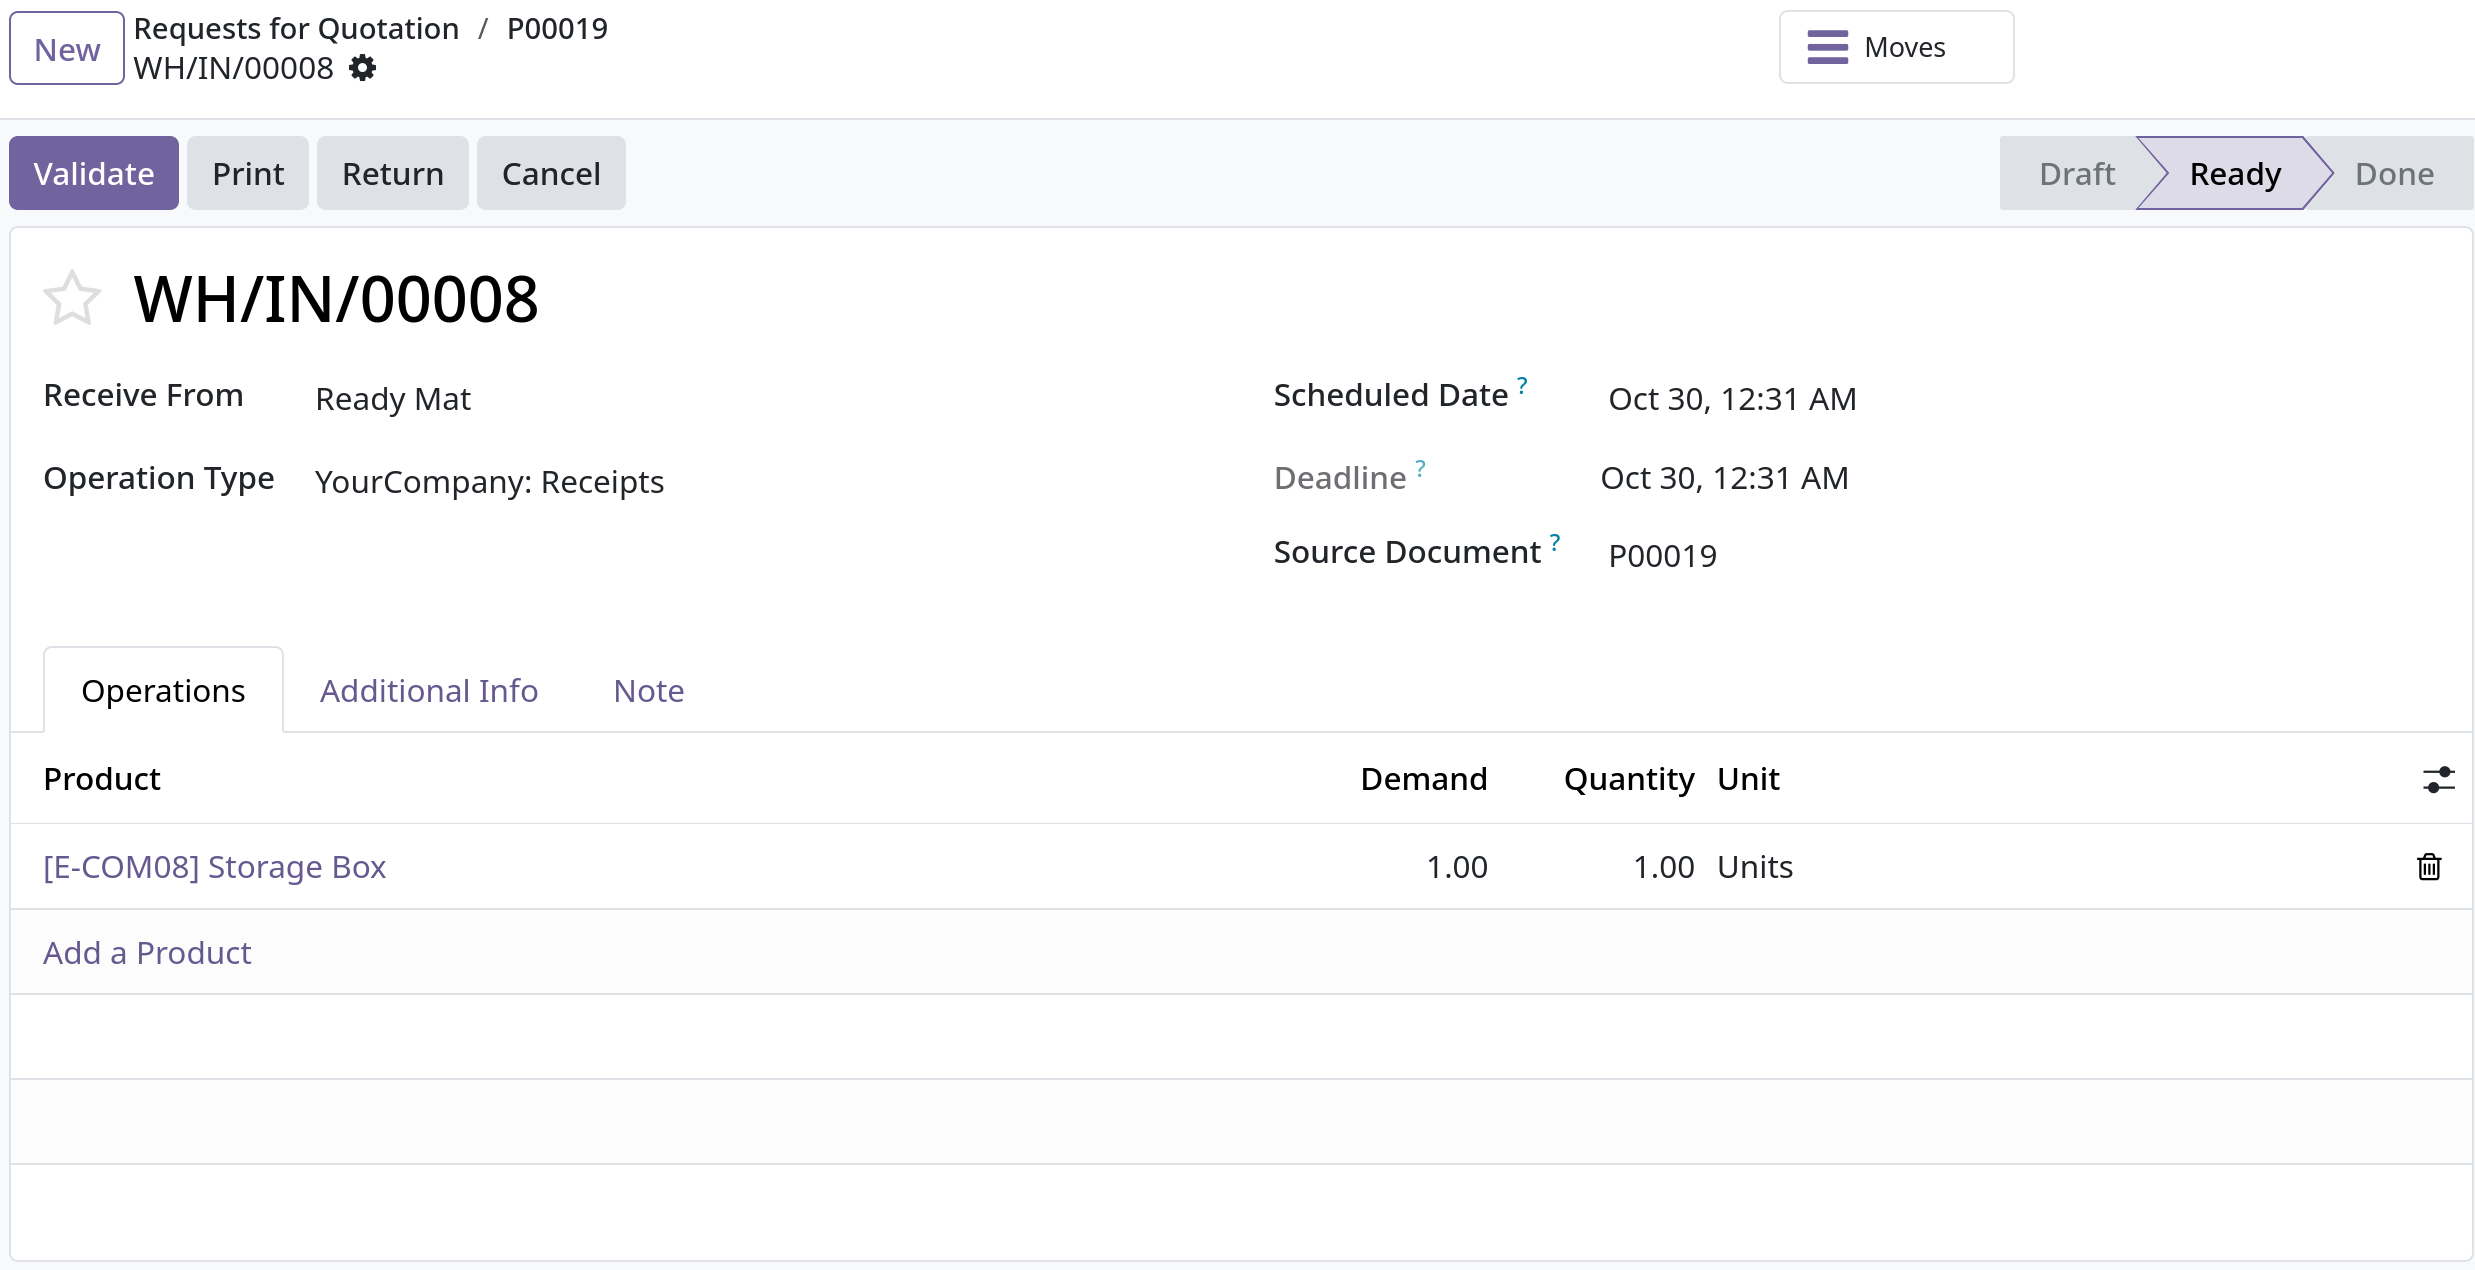 New
Requests for Quotation / P00019
WH/IN/00008
Moves
Validate Print Return Cancel
Draft Ready Done
WH/IN/00008
Receive From Ready Mat
Scheduled Date ? Oct 30, 12:31 AM
Operation Type YourCompany: Receipts
Deadline ? Oct 30, 12:31 AM
Source Document ? P00019
Operations Additional Info Note
Product Demand Quantity Unit
[E-COM08] Storage Box 1.00 1.00 Units
Add a Product